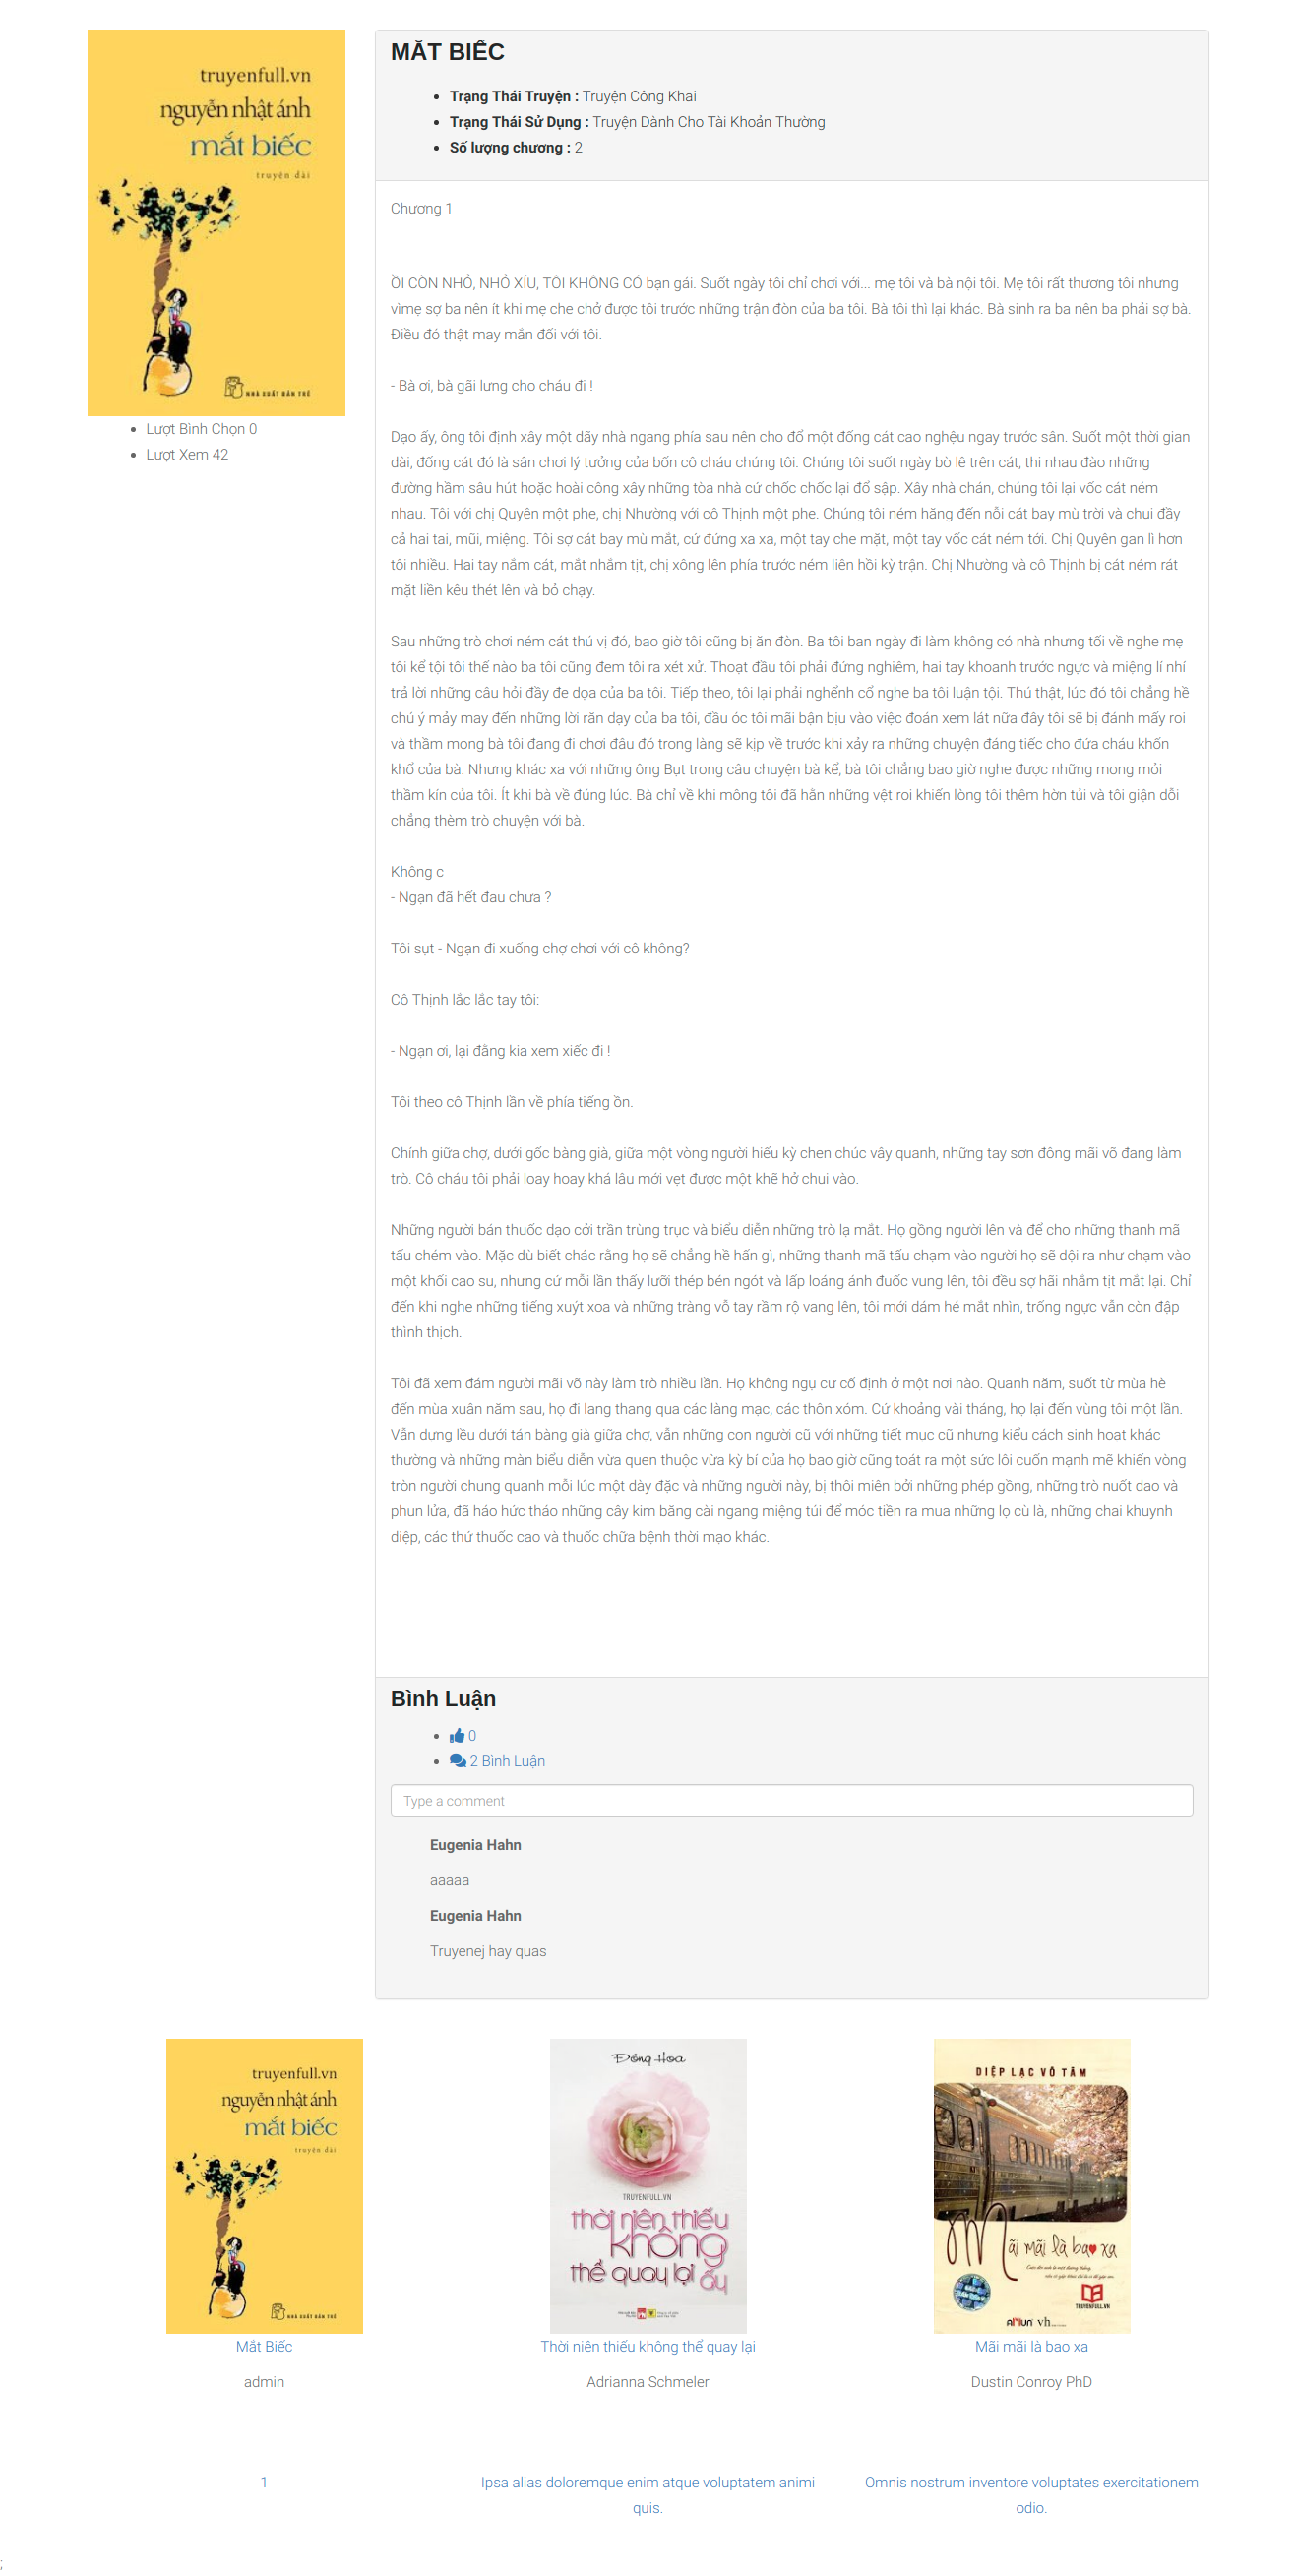 truyenfull.vn
nguyễn nhật ánh
mắt biếc
truyện dài
NHÀ XUẤT BẢN TRẺ
Lượt Bình Chọn 0
Lượt Xem 42
MẮT BIẾC
Trạng Thái Truyện : Truyện Công Khai
Trạng Thái Sử Dụng : Truyện Dành Cho Tài Khoản Thường
Số lượng chương : 2
Chương 1
ỒI CÒN NHỎ, NHỎ XÍU, TÔI KHÔNG CÓ bạn gái. Suốt ngày tôi chỉ chơi với... mẹ tôi và bà nội tôi. Mẹ tôi rất thương tôi nhưng
vìmẹ sợ ba nên ít khi mẹ che chở được tôi trước những trận đòn của ba tôi. Bà tôi thì lại khác. Bà sinh ra ba nên ba phải sợ bà.
Điều đó thật may mắn đối với tôi.
- Bà ơi, bà gãi lưng cho cháu đi !
Dạo ấy, ông tôi định xây một dãy nhà ngang phía sau nên cho đổ một đống cát cao nghệu ngay trước sân. Suốt một thời gian
dài, đống cát đó là sân chơi lý tưởng của bốn cô cháu chúng tôi. Chúng tôi suốt ngày bò lê trên cát, thi nhau đào những
đường hầm sâu hút hoặc hoài công xây những tòa nhà cứ chốc chốc lại đổ sập. Xây nhà chán, chúng tôi lại vốc cát ném
nhau. Tôi với chị Quyên một phe, chị Nhường với cô Thịnh một phe. Chúng tôi ném hăng đến nỗi cát bay mù trời và chui đầy
cả hai tai, mũi, miệng. Tôi sợ cát bay mù mắt, cứ đứng xa xa, một tay che mặt, một tay vốc cát ném tới. Chị Quyên gan lì hơn
tôi nhiều. Hai tay nắm cát, mắt nhắm tịt, chị xông lên phía trước ném liên hồi kỳ trận. Chị Nhường và cô Thịnh bị cát ném rát
mặt liền kêu thét lên và bỏ chạy.
Sau những trò chơi ném cát thú vị đó, bao giờ tôi cũng bị ăn đòn. Ba tôi ban ngày đi làm không có nhà nhưng tối về nghe mẹ
tôi kể tội tôi thế nào ba tôi cũng đem tôi ra xét xử. Thoạt đầu tôi phải đứng nghiêm, hai tay khoanh trước ngực và miệng lí nhí
trả lời những câu hỏi đầy đe dọa của ba tôi. Tiếp theo, tôi lại phải nghểnh cổ nghe ba tôi luận tội. Thú thật, lúc đó tôi chẳng hề
chú ý mảy may đến những lời răn dạy của ba tôi, đầu óc tôi mãi bận bịu vào việc đoán xem lát nữa đây tôi sẽ bị đánh mấy roi
và thầm mong bà tôi đang đi chơi đâu đó trong làng sẽ kịp về trước khi xảy ra những chuyện đáng tiếc cho đứa cháu khốn
khổ của bà. Nhưng khác xa với những ông Bụt trong câu chuyện bà kể, bà tôi chẳng bao giờ nghe được những mong mỏi
thầm kín của tôi. Ít khi bà về đúng lúc. Bà chỉ về khi mông tôi đã hằn những vệt roi khiến lòng tôi thêm hờn tủi và tôi giận dỗi
chẳng thèm trò chuyện với bà.
Không c
- Ngạn đã hết đau chưa ?
Tôi sụt - Ngạn đi xuống chợ chơi với cô không?
Cô Thịnh lắc lắc tay tôi:
- Ngạn ơi, lại đằng kia xem xiếc đi !
Tôi theo cô Thịnh lần về phía tiếng ồn.
Chính giữa chợ, dưới gốc bàng già, giữa một vòng người hiếu kỳ chen chúc vây quanh, những tay sơn đông mãi võ đang làm
trò. Cô cháu tôi phải loay hoay khá lâu mới vẹt được một khẽ hở chui vào.
Những người bán thuốc dạo cởi trần trùng trục và biểu diễn những trò lạ mắt. Họ gồng người lên và để cho những thanh mã
tấu chém vào. Mặc dù biết chác rằng họ sẽ chẳng hề hấn gì, những thanh mã tấu chạm vào người họ sẽ dội ra như chạm vào
một khối cao su, nhưng cứ mỗi lần thấy lưỡi thép bén ngót và lấp loáng ánh đuốc vung lên, tôi đều sợ hãi nhắm tịt mắt lại. Chỉ
đến khi nghe những tiếng xuýt xoa và những tràng vỗ tay rầm rộ vang lên, tôi mới dám hé mắt nhìn, trống ngực vẫn còn đập
thình thịch.
Tôi đã xem đám người mãi võ này làm trò nhiều lần. Họ không ngụ cư cố định ở một nơi nào. Quanh năm, suốt từ mùa hè
đến mùa xuân năm sau, họ đi lang thang qua các làng mạc, các thôn xóm. Cứ khoảng vài tháng, họ lại đến vùng tôi một lần.
Vẫn dựng lều dưới tán bàng già giữa chợ, vẫn những con người cũ với những tiết mục cũ nhưng kiểu cách sinh hoạt khác
thường và những màn biểu diễn vừa quen thuộc vừa kỳ bí của họ bao giờ cũng toát ra một sức lôi cuốn mạnh mẽ khiến vòng
tròn người chung quanh mỗi lúc một dày đặc và những người này, bị thôi miên bởi những phép gồng, những trò nuốt dao và
phun lửa, đã háo hức tháo những cây kim băng cài ngang miệng túi để móc tiền ra mua những lọ cù là, những chai khuynh
diệp, các thứ thuốc cao và thuốc chữa bệnh thời mạo khác.
Bình Luận
0
2 Bình Luận
Type a comment
Eugenia Hahn
aaaaa
Eugenia Hahn
Truyenej hay quas
truyenfull.vn
nguyễn nhật ánh
mắt biếc
truyện dài
NHÀ XUẤT BẢN TRẺ
Mắt Biếc
admin
Đồng Hoa
TRUYENFULL.VN
thời niên thiếu
không
thể quay lại
ấy
Thời niên thiếu không thể quay lại
Adrianna Schmeler
DIỆP LẠC VÔ TÂM
Mãi mãi là bao xa
TRUYENFULL.VN
Amun vh
Mãi mãi là bao xa
Dustin Conroy PhD
1
Ipsa alias doloremque enim atque voluptatem animi
quis.
Omnis nostrum inventore voluptates exercitationem
odio.
;